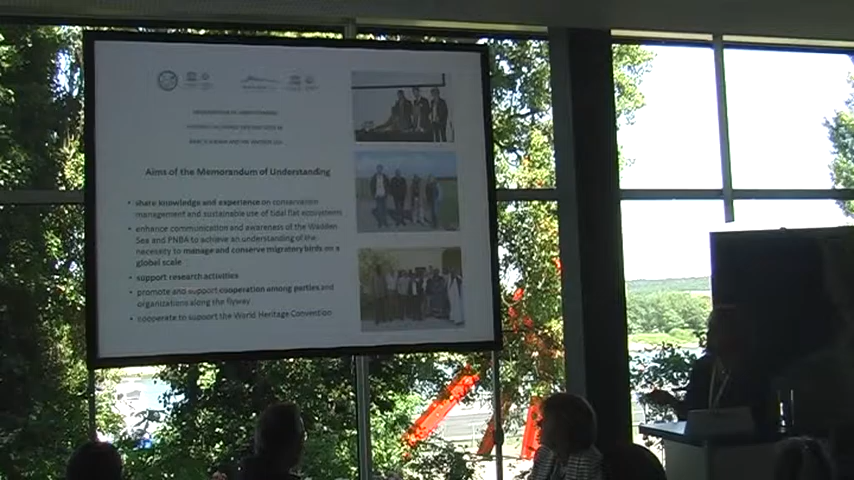 MEMORANDUM OF UNDERSTANDING
Aims of the Memorandum of Understanding
• share knowledge and experience on conservation
management and sustainable use of tidal flat ecosystems
• enhance communication and awareness of the Wadden
Sea and PNBA to achieve an understanding of the
necessity to manage and conserve migratory birds on a
global scale
• support research activities
• promote and support cooperation among parties and
organizations along the flyway
• cooperate to support the World Heritage Convention